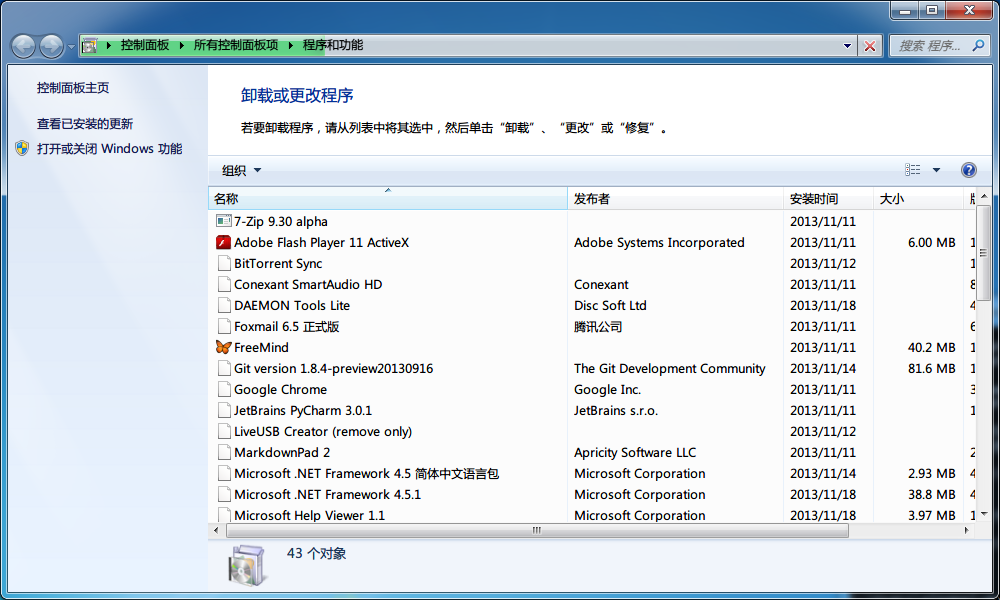 控制面板 ▸ 所有控制面板项 ▸ 程序和功能
搜索 程序...
控制面板主页
查看已安装的更新
打开或关闭 Windows 功能
卸载或更改程序
若要卸载程序，请从列表中将其选中，然后单击“卸载”、“更改”或“修复”。
组织
名称 发布者 安装时间 大小
7-Zip 9.30 alpha 2013/11/11
Adobe Flash Player 11 ActiveX Adobe Systems Incorporated 2013/11/11 6.00 MB 1
BitTorrent Sync 2013/11/12 1
Conexant SmartAudio HD Conexant 2013/11/11 8
DAEMON Tools Lite Disc Soft Ltd 2013/11/18 4
Foxmail 6.5 正式版 腾讯公司 2013/11/11 6
FreeMind 2013/11/11 40.2 MB 1
Git version 1.8.4-preview20130916 The Git Development Community 2013/11/14 81.6 MB 1
Google Chrome Google Inc. 2013/11/11 3
JetBrains PyCharm 3.0.1 JetBrains s.r.o. 2013/11/11 1
LiveUSB Creator (remove only) 2013/11/12
MarkdownPad 2 Apricity Software LLC 2013/11/11 2
Microsoft .NET Framework 4.5 简体中文语言包 Microsoft Corporation 2013/11/14 2.93 MB 4
Microsoft .NET Framework 4.5.1 Microsoft Corporation 2013/11/18 38.8 MB 4
Microsoft Help Viewer 1.1 Microsoft Corporation 2013/11/18 3.97 MB 1
43 个对象